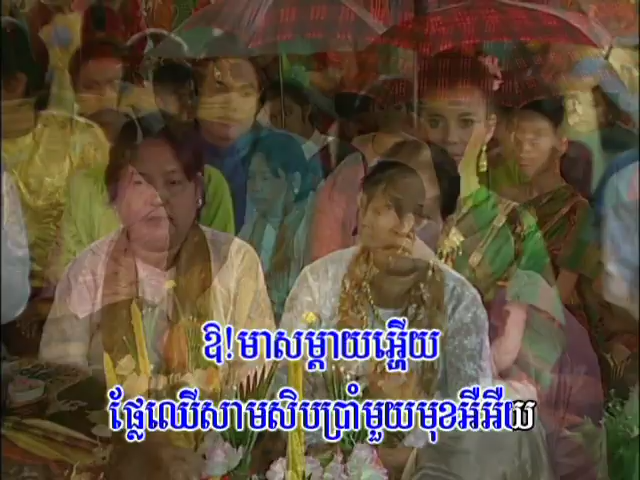 ឱ!មាសម្ដាយអើ្ហើយ
ផ្លែឈើសាមសិបប្រាំមួយមុខអឺអឺយ